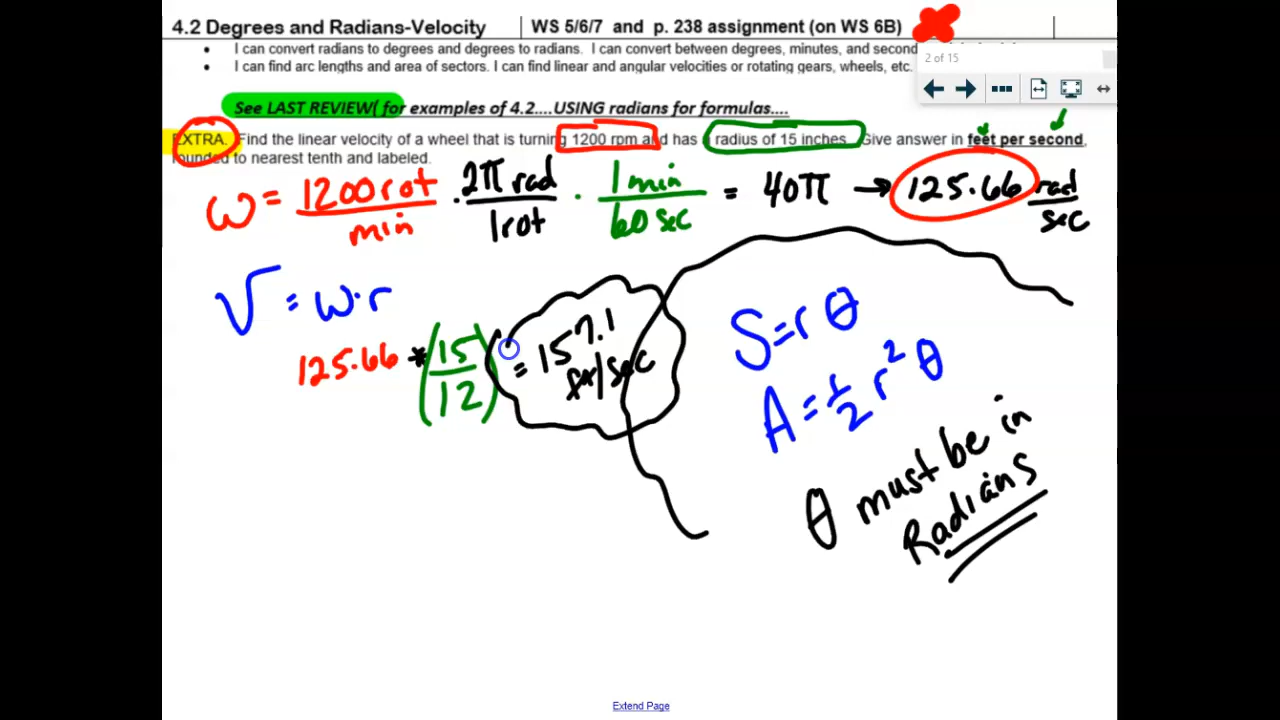 4.2 Degrees and Radians-Velocity WS 5/6/7 and p. 238 assignment (on WS 6B)
• I can convert radians to degrees and degrees to radians. I can convert between degrees, minutes, and second
• I can find arc lengths and area of sectors. I can find linear and angular velocities or rotating gears, wheels, etc.
2 of 15
See LAST REVIEW( for examples of 4.2....USING radians for formulas....
EXTRA. Find the linear velocity of a wheel that is turning 1200 rpm and has radius of 15 inches. Give answer in feet per second,
rounded to nearest tenth and labeled.
ω = 1200 rot/min · 2π rad/1 rot · 1 min/60 sec = 40π → 125.66 rad/sec
V = ω·r
125.66 * (15/12) = 157.1
/sec
S = r θ
A = 1/2 r² θ
θ must be in
Radians
Extend Page